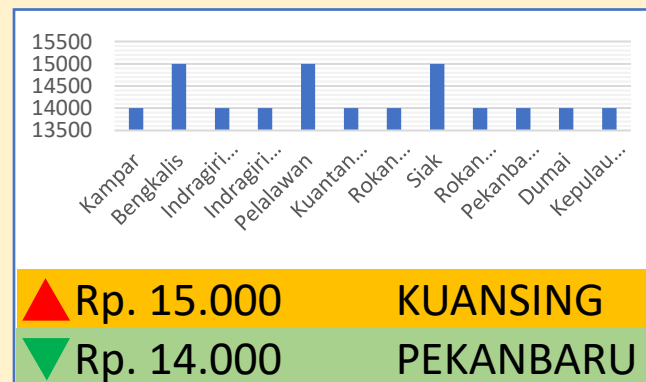 15500
15000
14500
14000
13500
Kampar
Bengkalis
Indragiri...
Indragiri...
Pelalawan
Kuantan...
Rokan...
Siak
Rokan...
Pekanba...
Dumai
Kepulau...
Rp. 15.000 KUANSING
Rp. 14.000 PEKANBARU